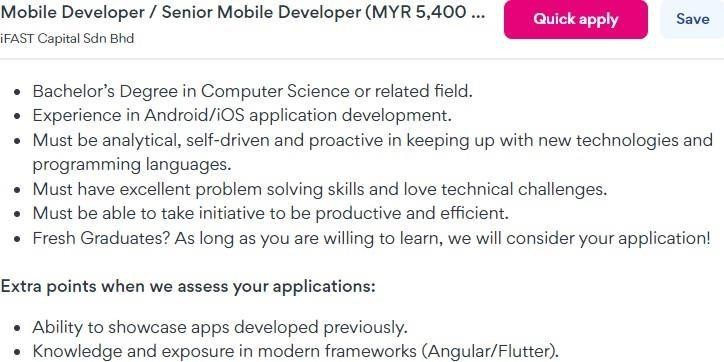 Mobile Developer / Senior Mobile Developer (MYR 5,400 ...
Quick apply
Save
iFAST Capital Sdn Bhd
• Bachelor’s Degree in Computer Science or related field.
• Experience in Android/iOS application development.
• Must be analytical, self-driven and proactive in keeping up with new technologies and
programming languages.
• Must have excellent problem solving skills and love technical challenges.
• Must be able to take initiative to be productive and efficient.
• Fresh Graduates? As long as you are willing to learn, we will consider your application!
Extra points when we assess your applications:
• Ability to showcase apps developed previously.
• Knowledge and exposure in modern frameworks (Angular/Flutter).